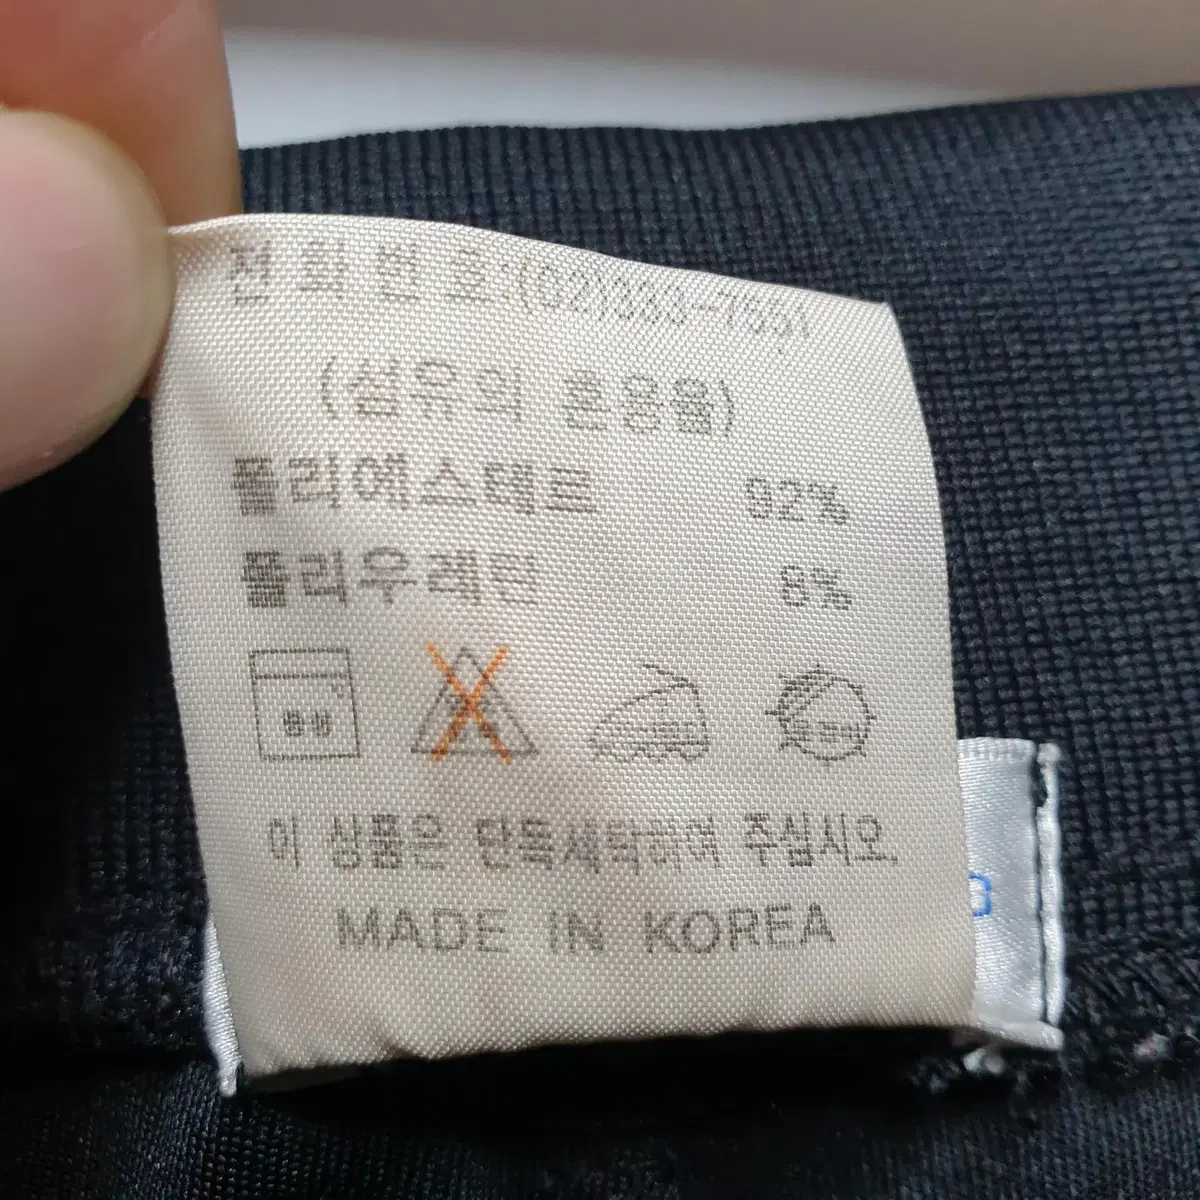 전 화 번 호:(02)
(섬유의 혼용율)
폴리에스테르 92%
폴리우레탄 8%
이 상품은 단독세탁하여 주십시오.
MADE IN KOREA